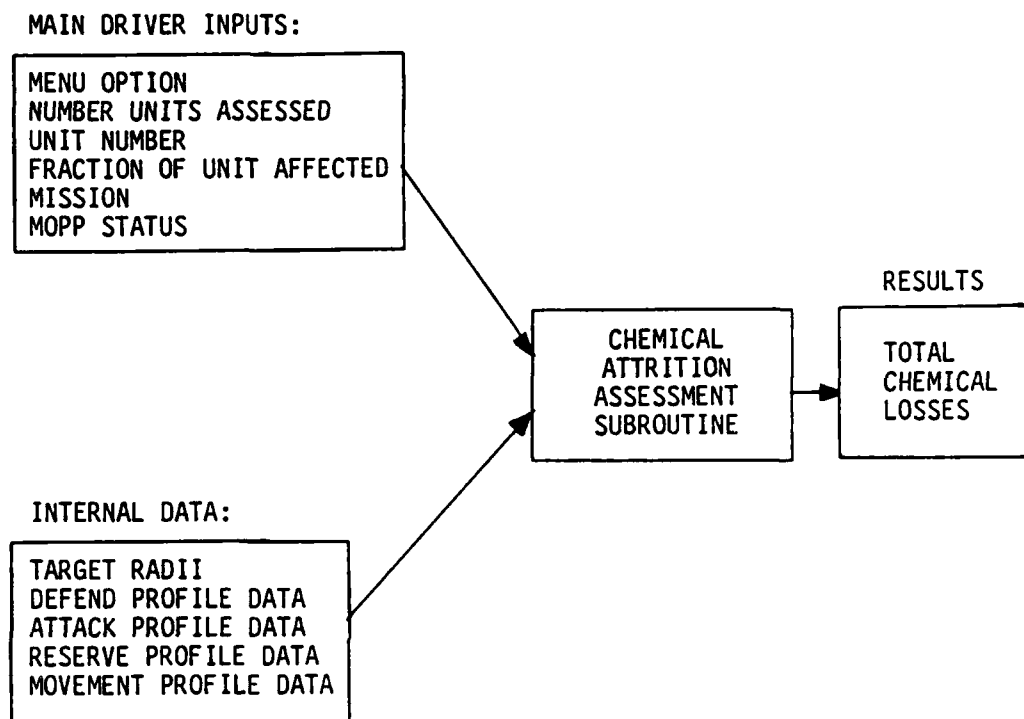 MAIN DRIVER INPUTS:
MENU OPTION
NUMBER UNITS ASSESSED
UNIT NUMBER
FRACTION OF UNIT AFFECTED
MISSION
MOPP STATUS
RESULTS
CHEMICAL
ATTRITION
ASSESSMENT
SUBROUTINE
TOTAL
CHEMICAL
LOSSES
INTERNAL DATA:
TARGET RADII
DEFEND PROFILE DATA
ATTACK PROFILE DATA
RESERVE PROFILE DATA
MOVEMENT PROFILE DATA